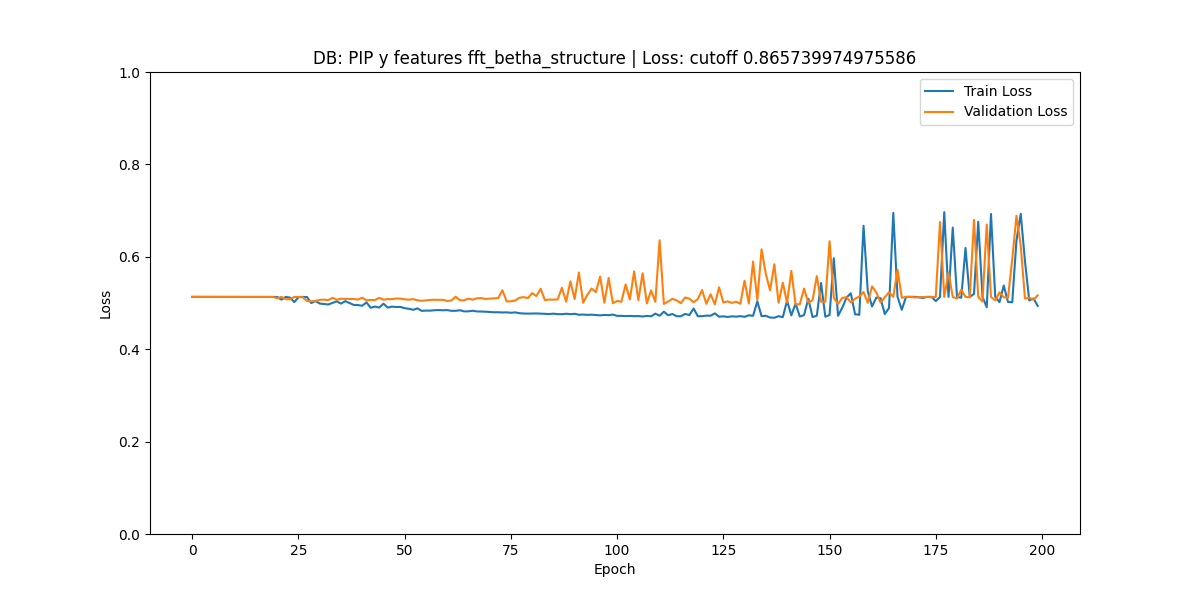 DB: PIP y features fft_betha_structure | Loss: cutoff 0.865739974975586
Train Loss
Validation Loss
1.0
0.8
0.6
0.4
0.2
0.0
Loss
0 25 50 75 100 125 150 175 200
Epoch